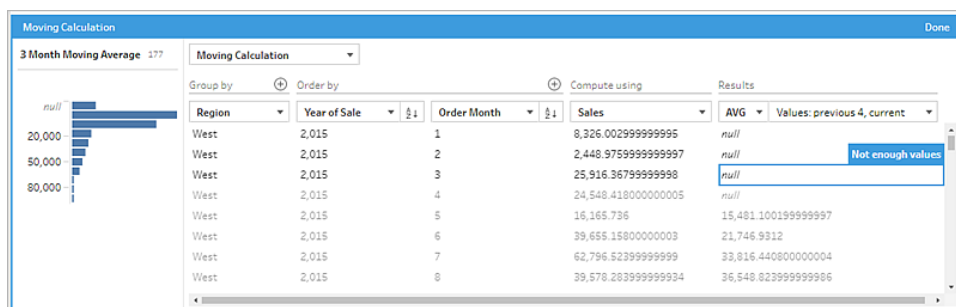 Moving Calculation Done
3 Month Moving Average 177
Moving Calculation
Group by Order by Compute using Results
Region Year of Sale Order Month Sales AVG Values: previous 4, current
West 2,015 1 8,326.002999999995 null
West 2,015 2 2,448.9759999999997 null Not enough values
West 2,015 3 25,916.36799999998 null
West 2,015 4 24,548.418000000005 null
West 2,015 5 16,165.736 15,481.100199999997
West 2,015 6 39,655.15800000003 21,746.9312
West 2,015 7 62,796.52399999999 33,816.440800000004
West 2,015 8 39,578.283999999934 36,548.823999999986
null
20,000
50,000
80,000